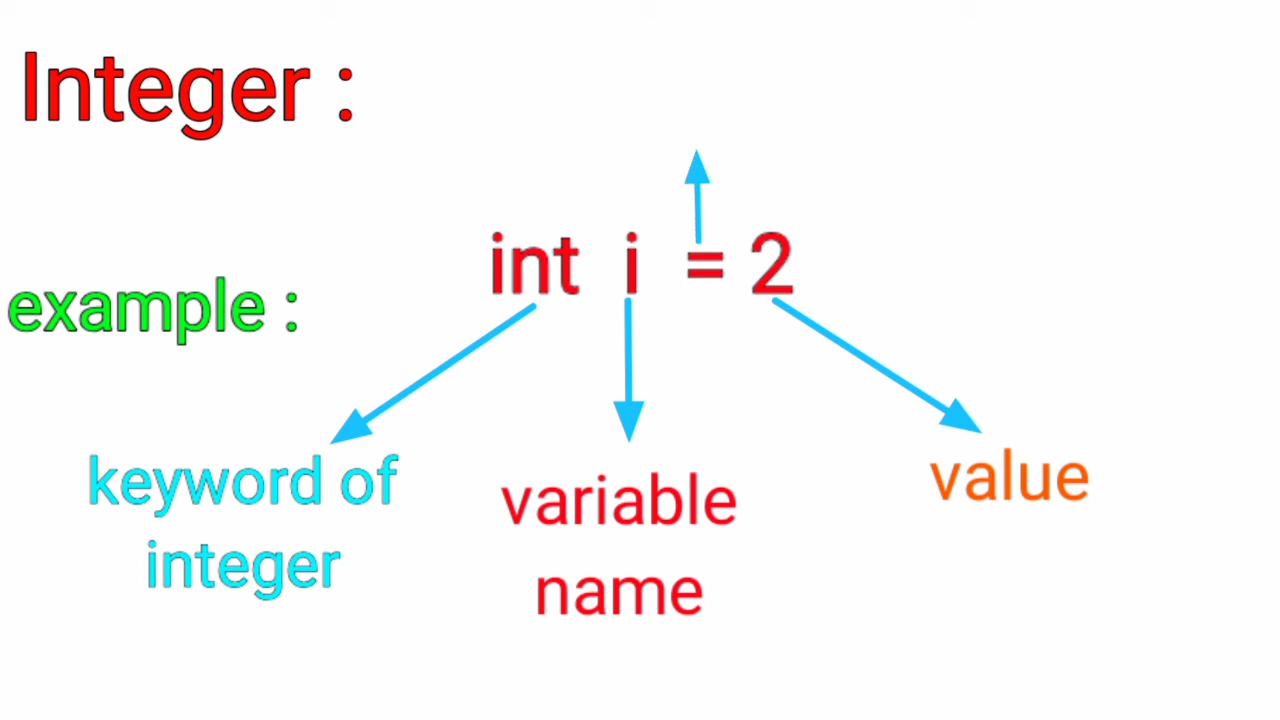 Integer :
int i = 2
example :
keyword of
integer
variable
name
value